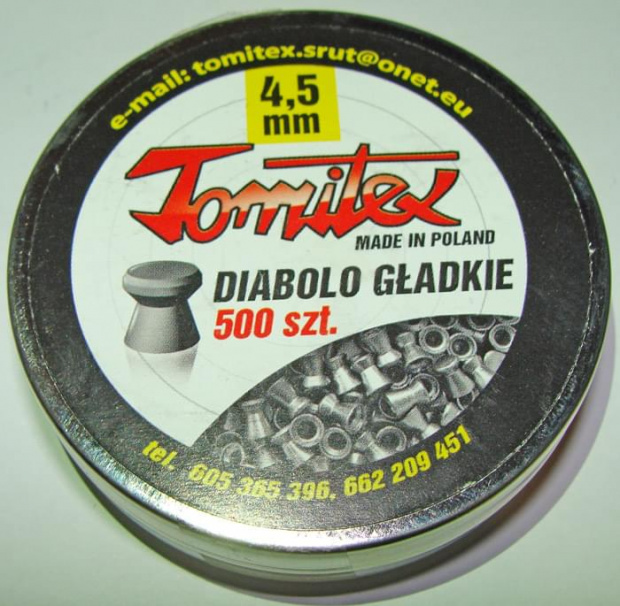 e-mail: tomitex.srut@onet.eu
4,5
mm
Tomitex
MADE IN POLAND
DIABOLO GŁADKIE
500 szt.
tel. 605 365 396, 662 209 451